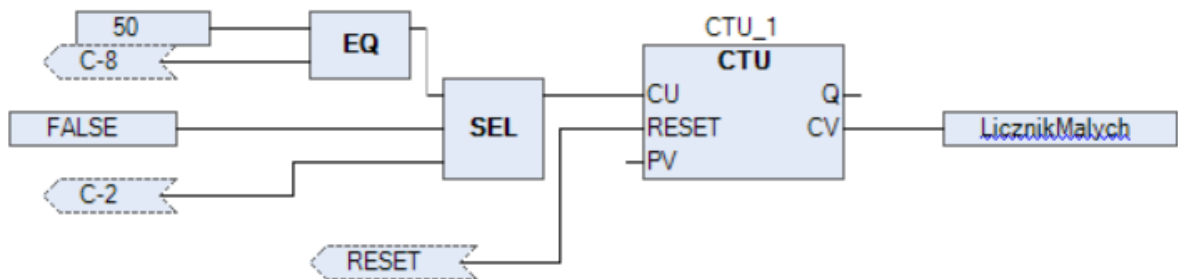 50
C-8
EQ
FALSE
C-2
SEL
RESET
CTU_1
CTU
CU
RESET
PV
Q
CV
LicznikMalych